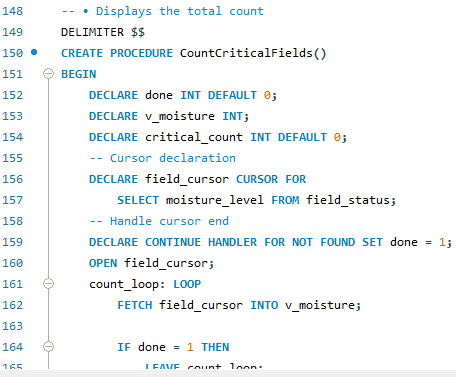 148 -- • Displays the total count
149 DELIMITER $$
150 CREATE PROCEDURE CountCriticalFields()
151 BEGIN
152 DECLARE done INT DEFAULT 0;
153 DECLARE v_moisture INT;
154 DECLARE critical_count INT DEFAULT 0;
155 -- Cursor declaration
156 DECLARE field_cursor CURSOR FOR
157 SELECT moisture_level FROM field_status;
158 -- Handle cursor end
159 DECLARE CONTINUE HANDLER FOR NOT FOUND SET done = 1;
160 OPEN field_cursor;
161 count_loop: LOOP
162 FETCH field_cursor INTO v_moisture;
163
164 IF done = 1 THEN
165 LEAVE count_loop;